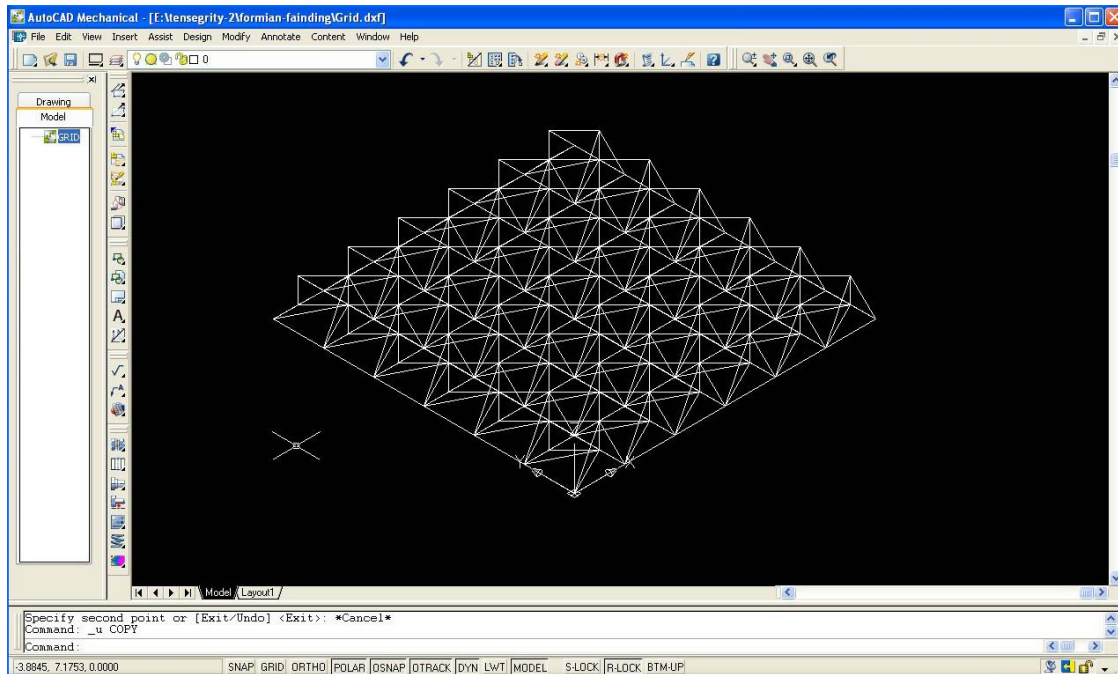 AutoCAD Mechanical - [E:\tensegrity-2\formian-fainding\Grid.dxf]
File Edit View Insert Assist Design Modify Annotate Content Window Help
0
Drawing
Model
GRID
Y X
Model Layout1
Specify second point or [Exit/Undo] <Exit>: *Cancel*
Command: _u COPY
Command:
-3.8845, 7.1753, 0.0000 SNAP GRID ORTHO POLAR OSNAP OTRACK DYN LWT MODEL S-LOCK R-LOCK BTM-UP